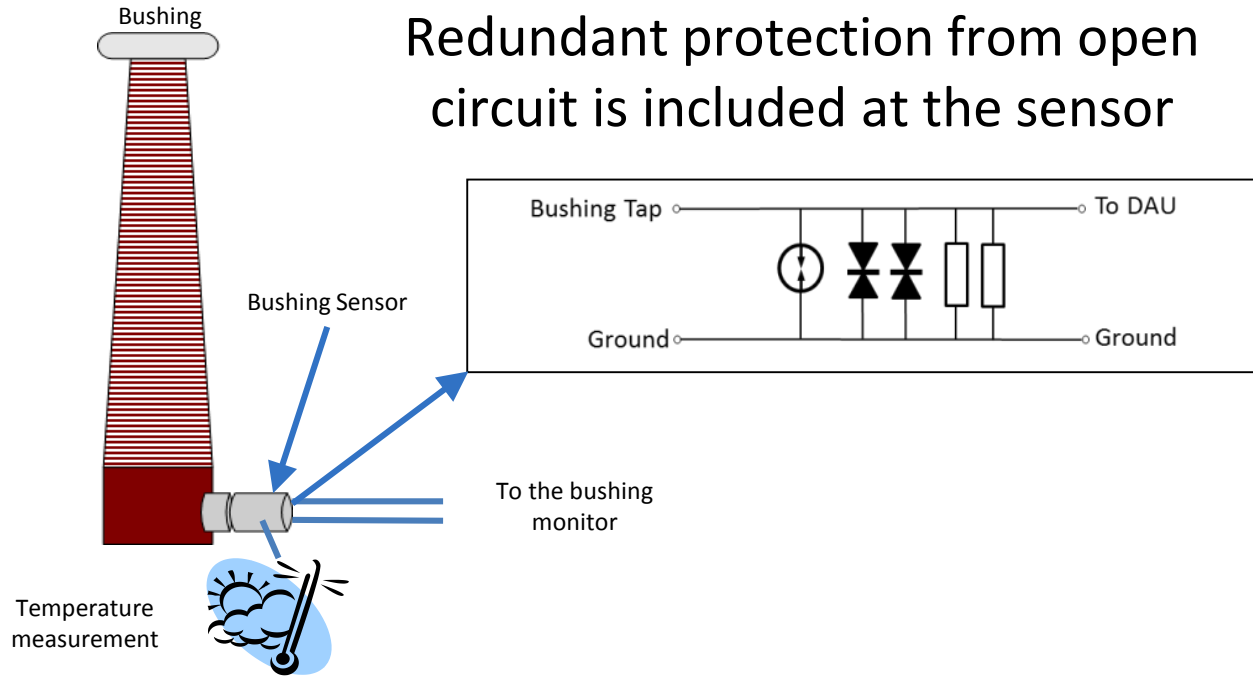 Bushing
Redundant protection from open
circuit is included at the sensor
Bushing Tap
To DAU
Ground
Ground
Bushing Sensor
To the bushing
monitor
Temperature
measurement